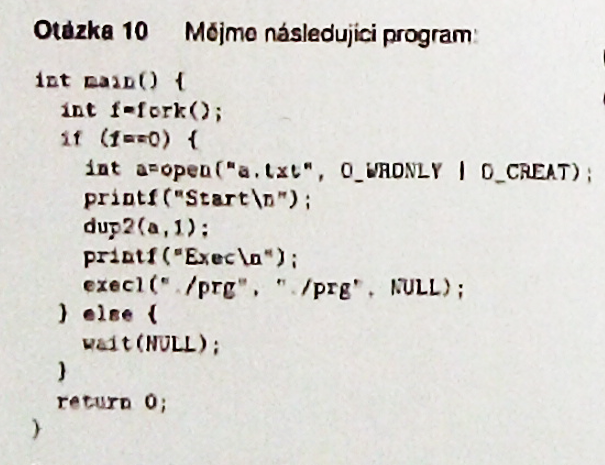 Otázka 10 Mějme následující program:
int main() {
int f=fork();
if (f==0) {
int a=open("a.txt", O_WRONLY | O_CREAT);
printf("Start\n");
dup2(a,1);
printf("Exec\n");
execl("./prg", "./prg", NULL);
} else {
wait(NULL);
}
return 0;
}